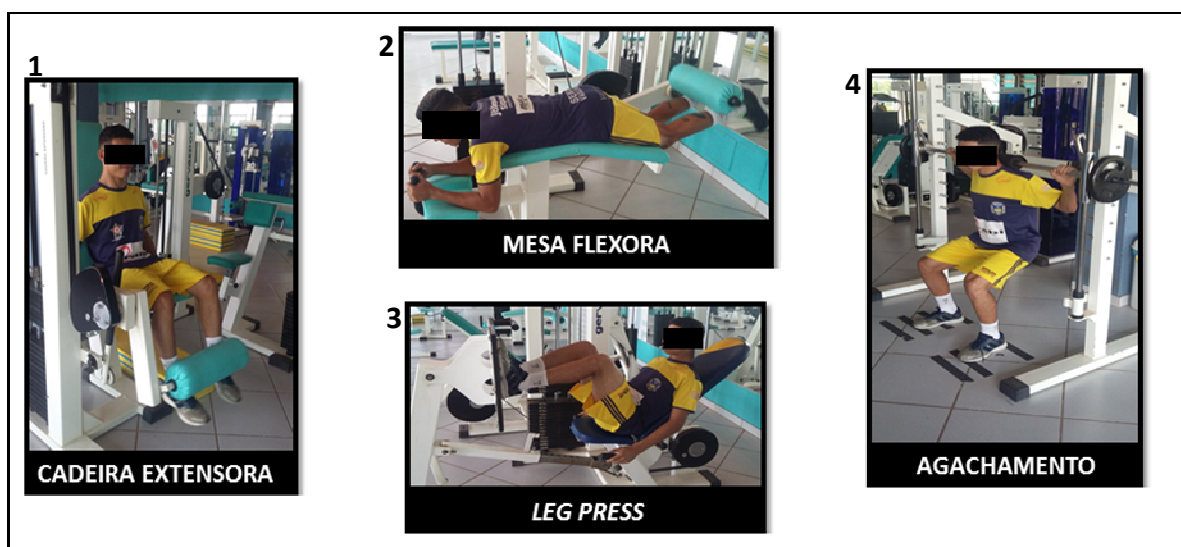 1
CADEIRA EXTENSORA
2
MESA FLEXORA
3
LEG PRESS
4
AGACHAMENTO